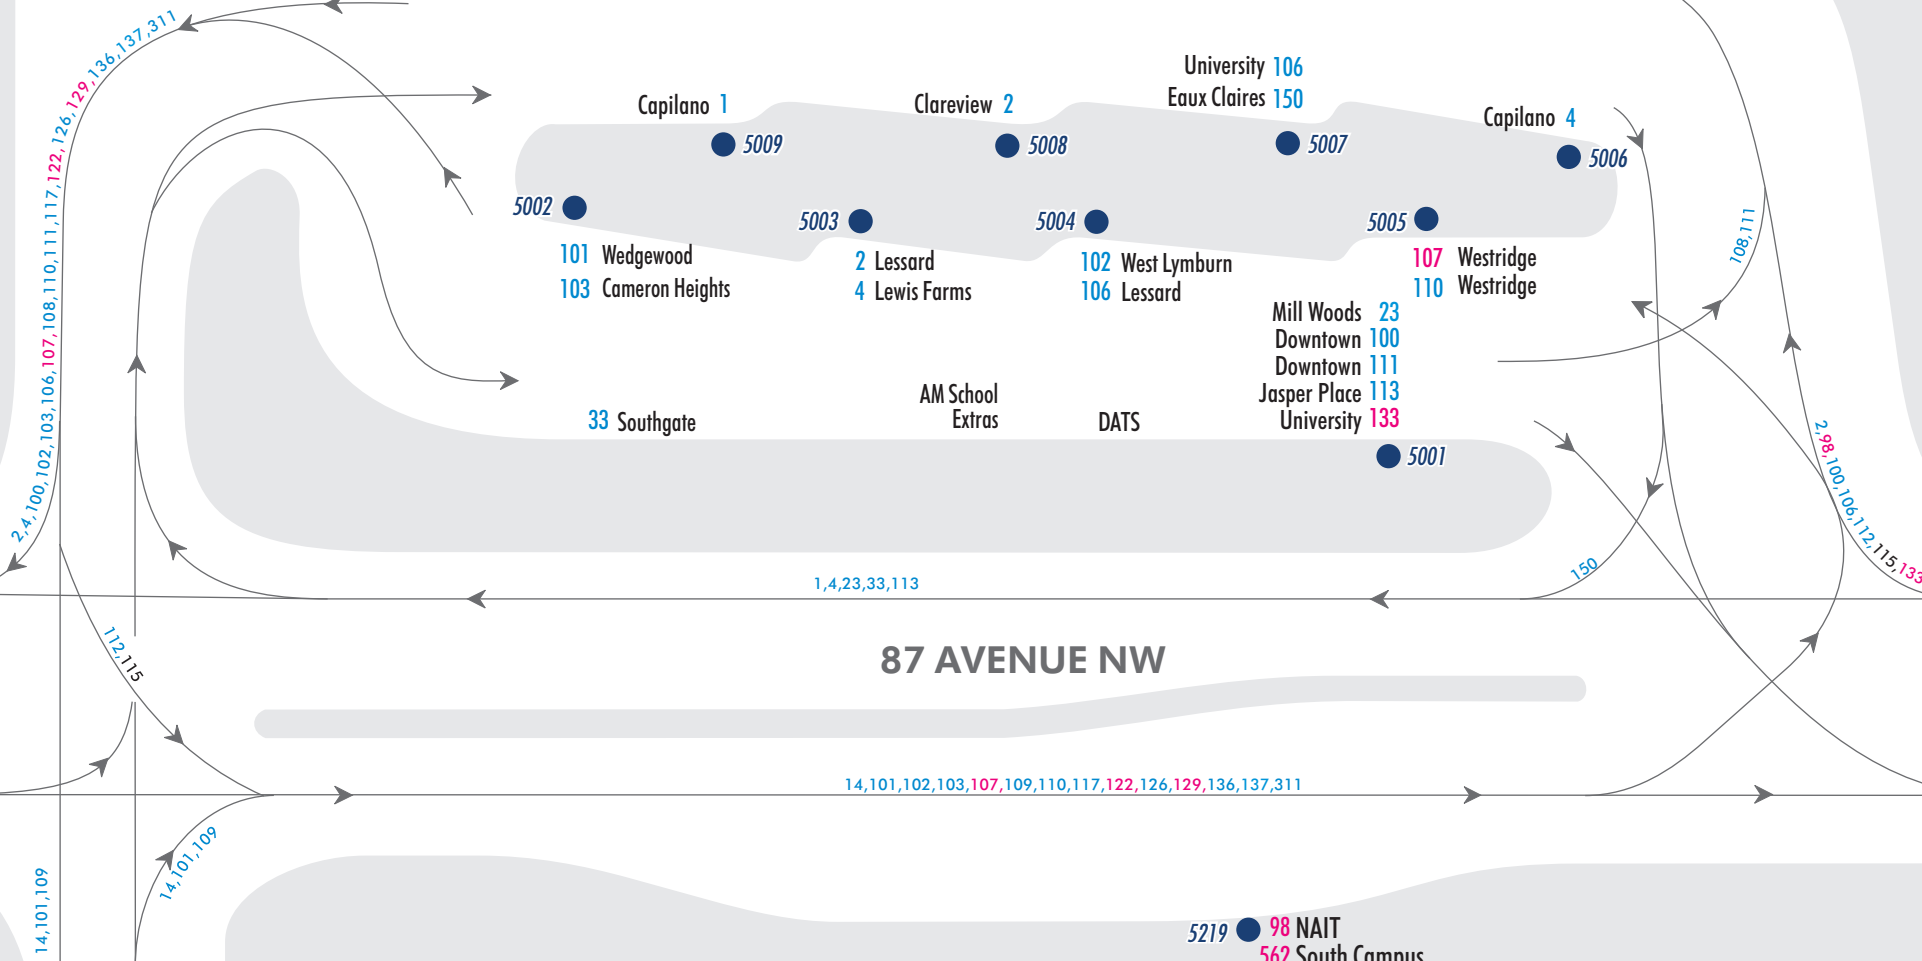 136,137,311
2,4,100,102,103,106,107,108,110,111,117,122,126,129,136,137,311
University 106
Eaux Claires 150
Capilano 1
Clareview 2
Capilano 4
5009
5008
5007
5006
5002
5003
5004
5005
101 Wedgewood
103 Cameron Heights
2 Lessard
4 Lewis Farms
102 West Lymburn
106 Lessard
107 Westridge
110 Westridge
108,111
Mill Woods 23
Downtown 100
Downtown 111
Jasper Place 113
University 133
33 Southgate
AM School
Extras
DATS
5001
2,98,100,106,112,115,133
150
1,4,23,33,113
112,115
87 AVENUE NW
14,101,102,103,107,109,110,117,122,126,129,136,137,311
14,101,109
14,101,109
5219
98 NAIT
562 South Campus